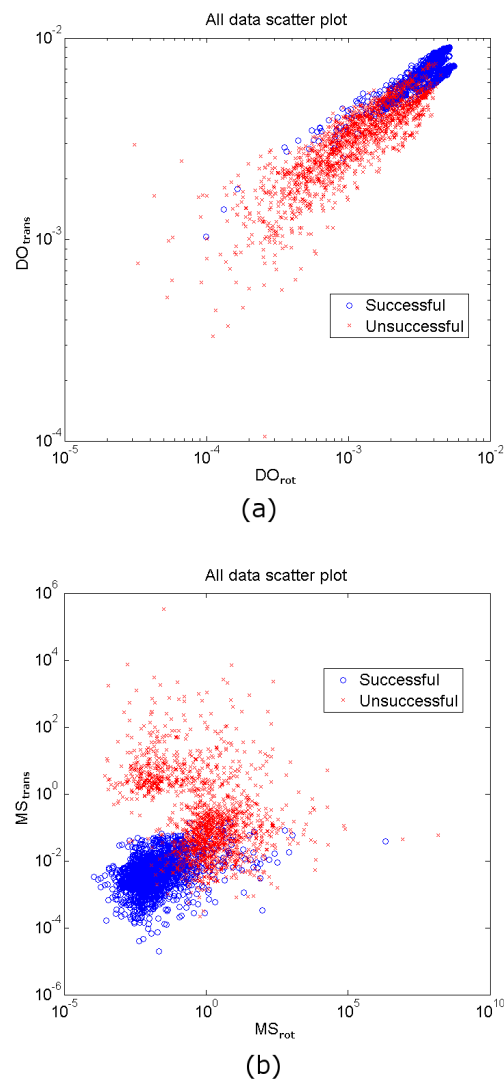 All data scatter plot
10^-2
10^-3
10^-4
DO_trans
Successful
Unsuccessful
10^-5
10^-4
10^-3
10^-2
DO_rot
(a)
All data scatter plot
10^6
10^4
10^2
10^0
10^-2
10^-4
10^-6
MS_trans
Successful
Unsuccessful
10^-5
10^0
10^5
10^10
MS_rot
(b)